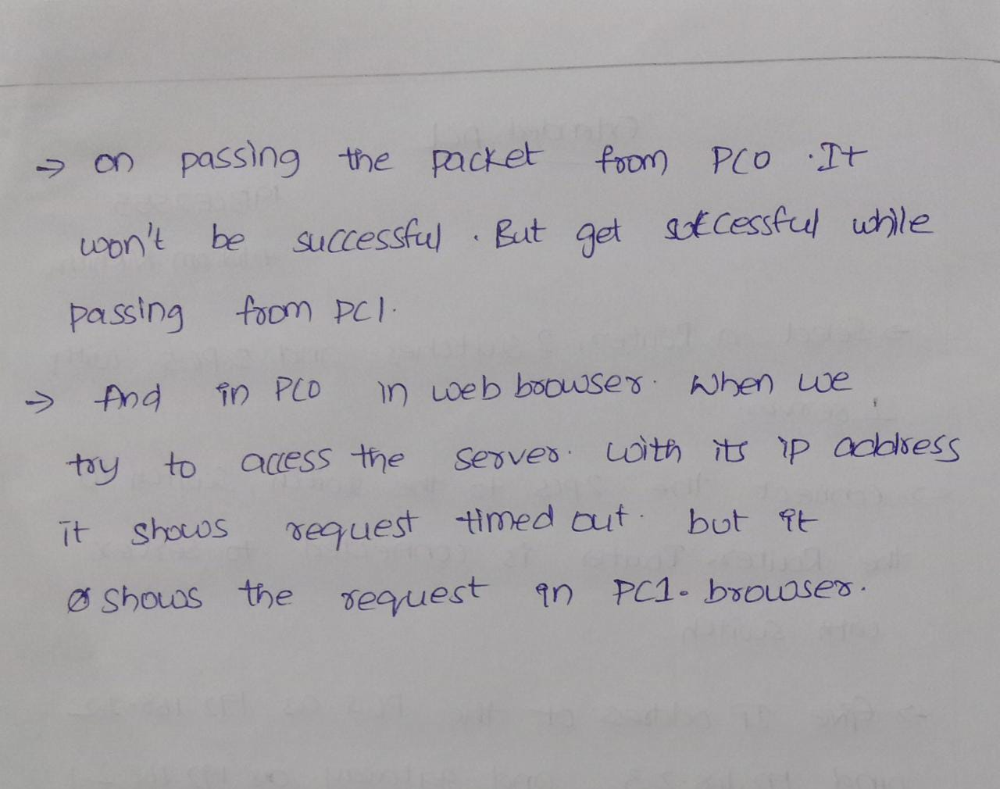 → on passing the packet from PC0 . It
won't be successful . But get successful while
passing from PC1.
→ And in PC0 in web browser. When we
try to access the server. with its ip address
it shows request timed out. but it
shows the request in PC1. browser.